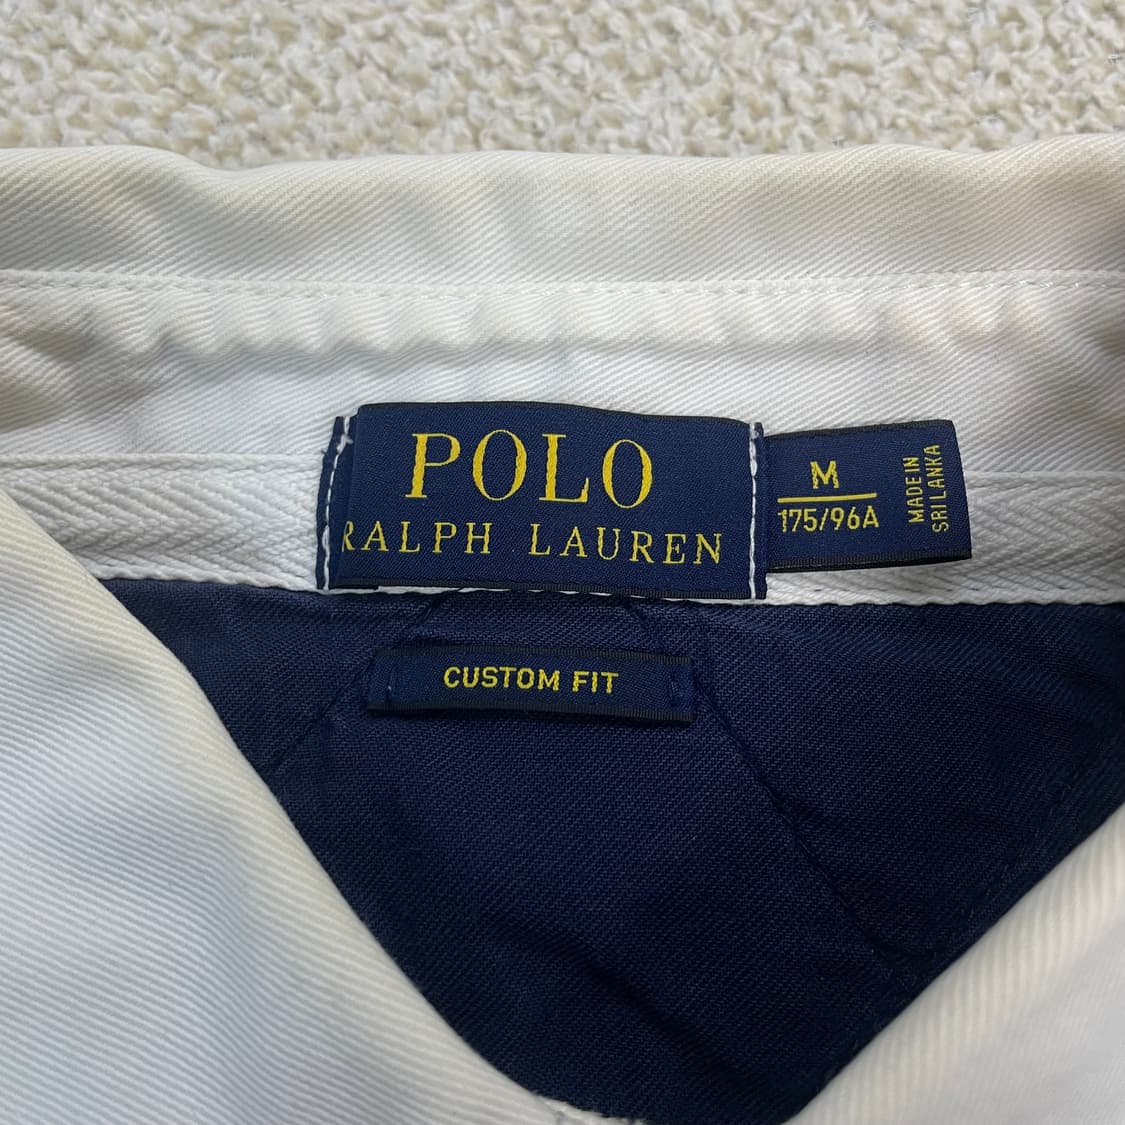 POLO
RALPH LAUREN
M
175/96A
MADE IN
SRI LANKA
CUSTOM FIT